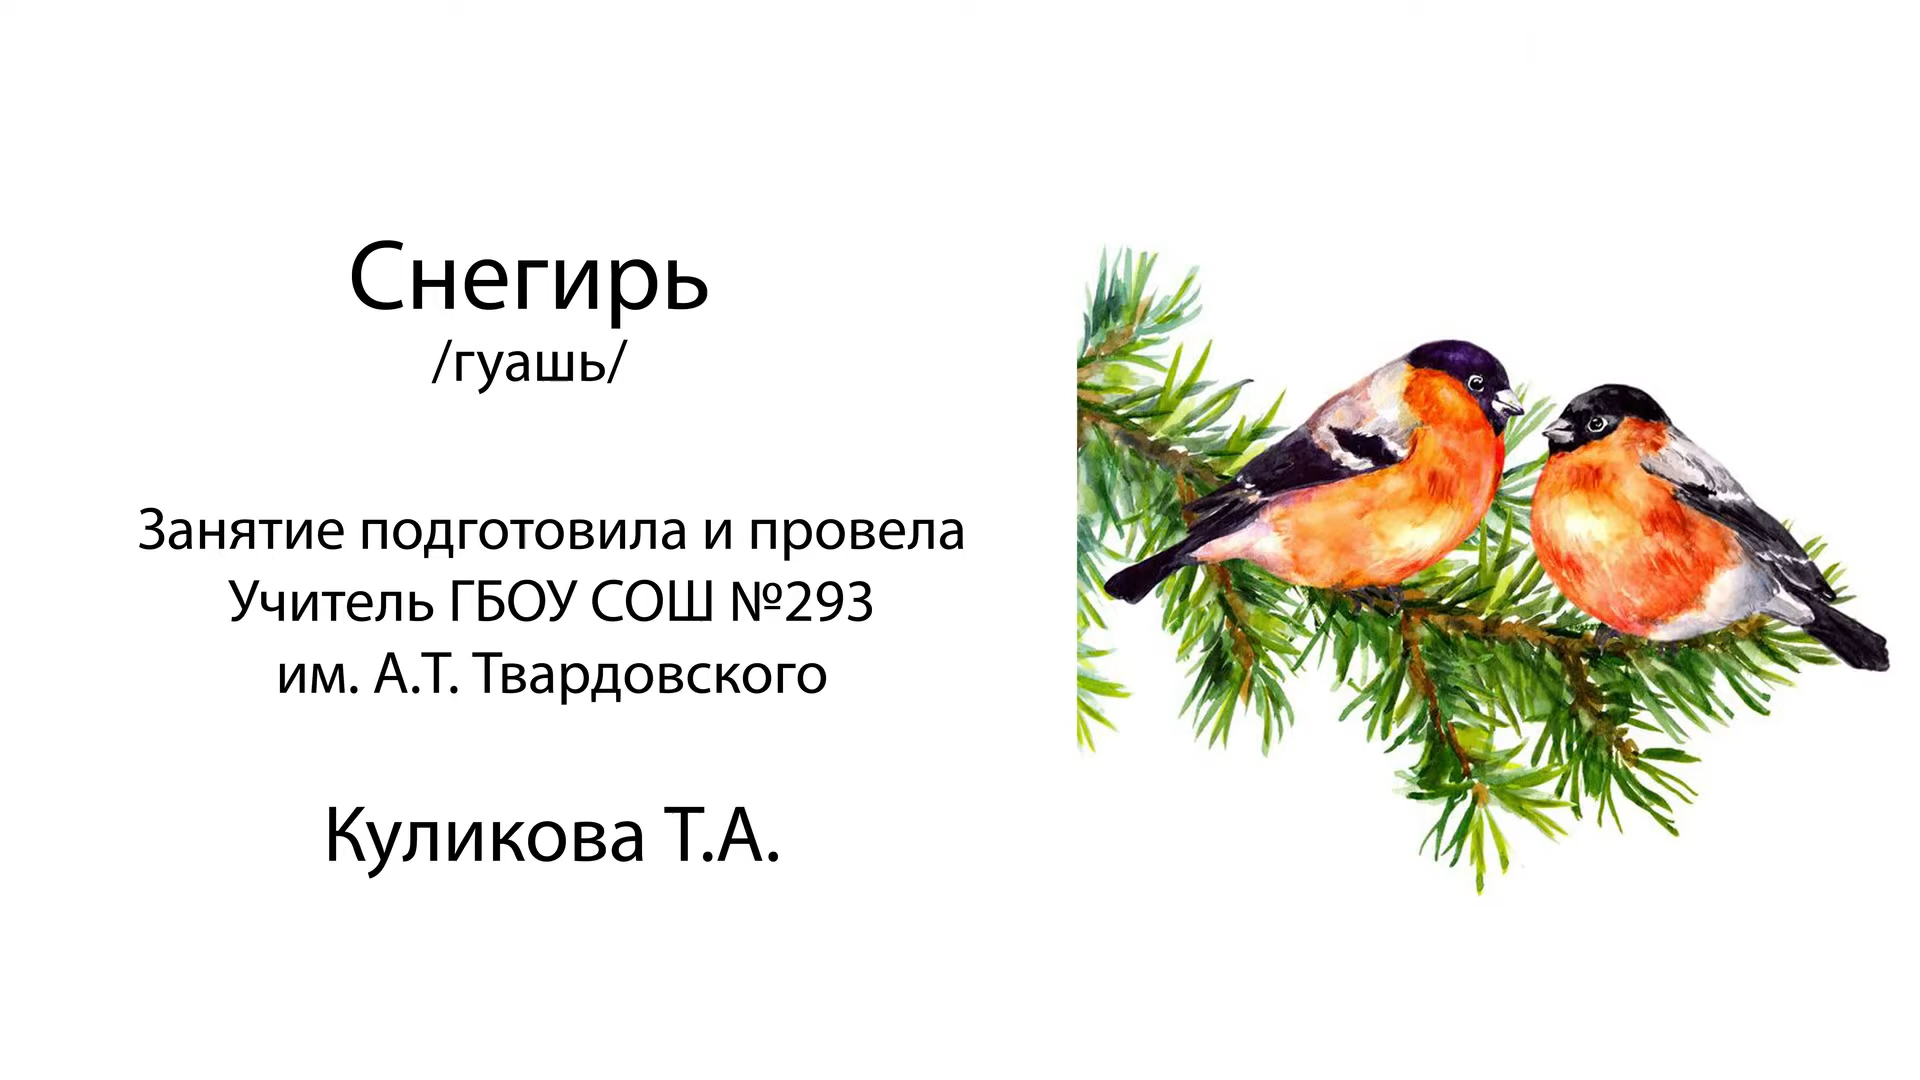 Снегирь
/гуашь/
Занятие подготовила и провела
Учитель ГБОУ СОШ №293
им. А.Т. Твардовского
Куликова Т.А.